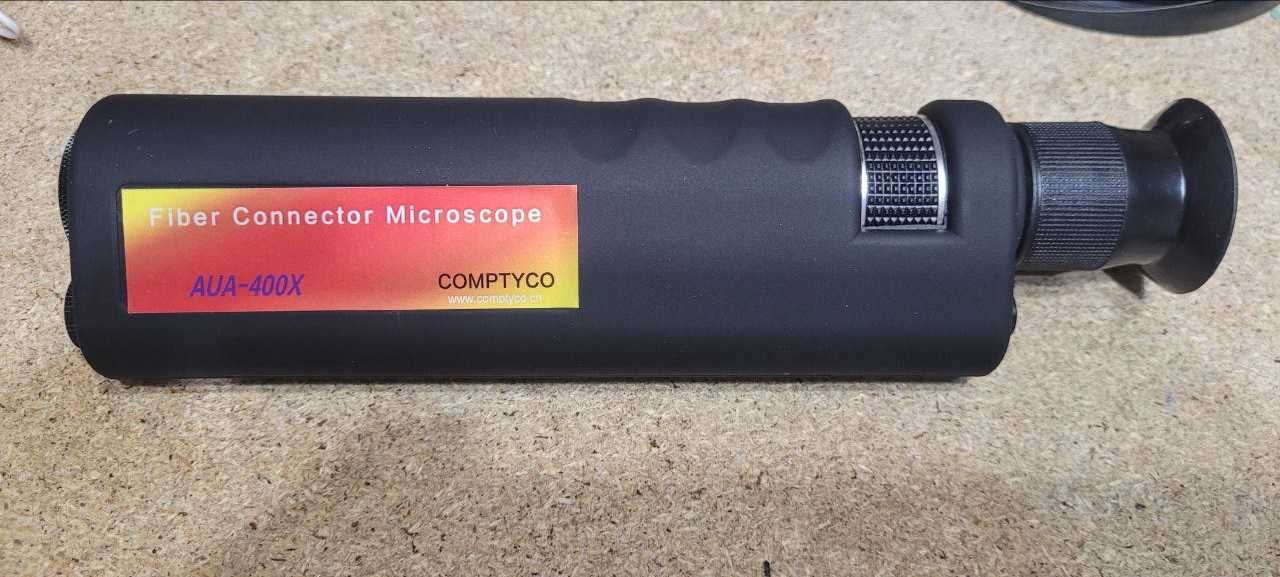 Fiber Connector Microscope
AUA-400X
COMPTYCO
www.comptyco.cn